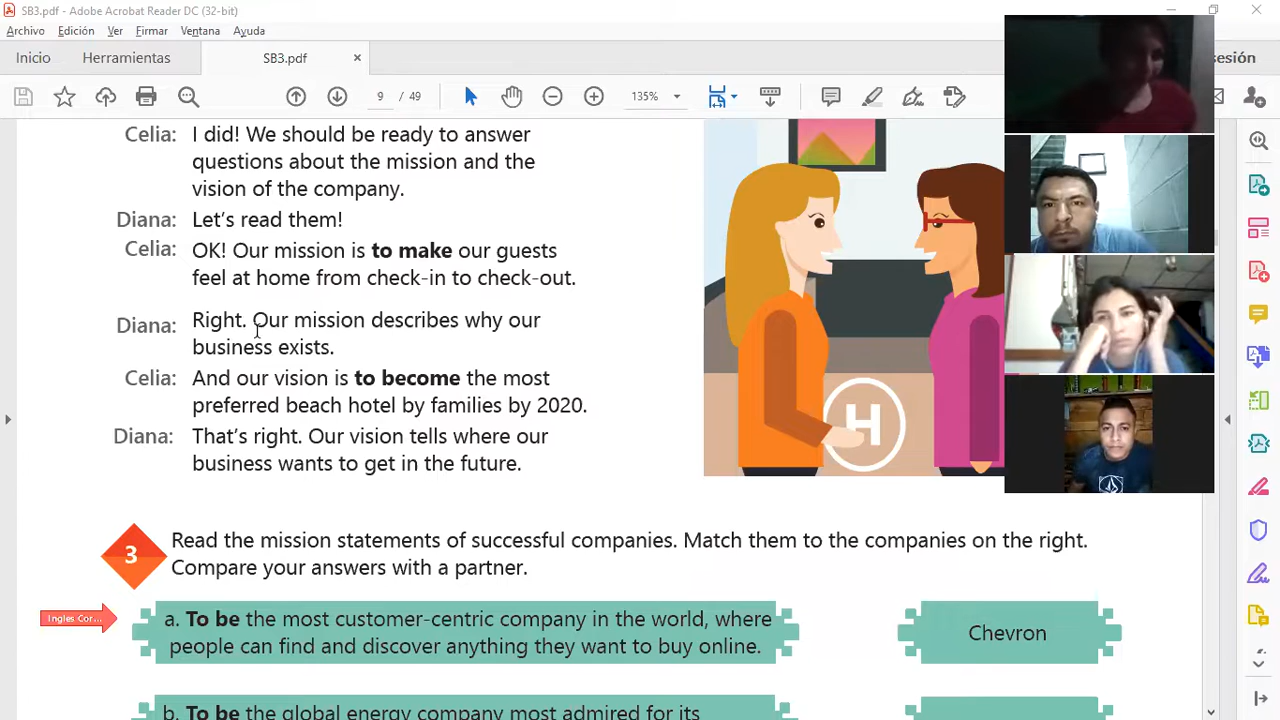 SB3.pdf - Adobe Acrobat Reader DC (32-bit)
Archivo Edición Ver Firmar Ventana Ayuda
Inicio Herramientas SB3.pdf × sesión
9 / 49 135%
Celia: I did! We should be ready to answer
questions about the mission and the
vision of the company.
Diana: Let's read them!
Celia: OK! Our mission is to make our guests
feel at home from check-in to check-out.
Diana: Right. Our mission describes why our
business exists.
Celia: And our vision is to become the most
preferred beach hotel by families by 2020.
Diana: That's right. Our vision tells where our
business wants to get in the future.
H
3 Read the mission statements of successful companies. Match them to the companies on the right.
Compare your answers with a partner.
Ingles Cor...
a. To be the most customer-centric company in the world, where
people can find and discover anything they want to buy online.
Chevron
b. To be the global energy company most admired for its